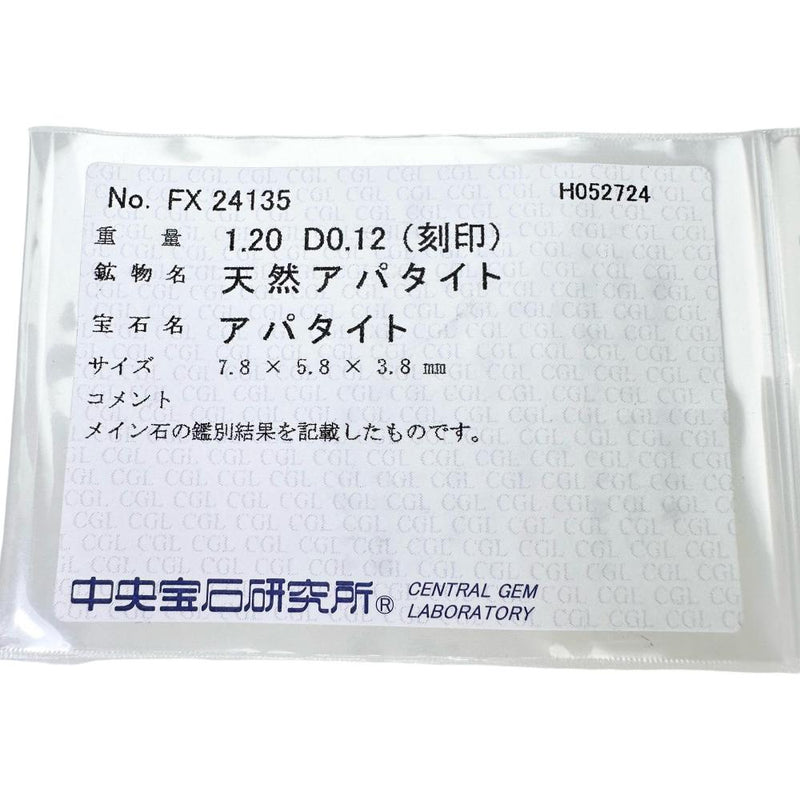 No. FX 24135 H052724
重量 1.20 D0.12 (刻印)
鉱物名 天然アパタイト
宝石名 アパタイト
サイズ 7.8 × 5.8 × 3.8 mm
コメント
メイン石の鑑別結果を記載したものです。
中央宝石研究所® CENTRAL GEM
LABORATORY